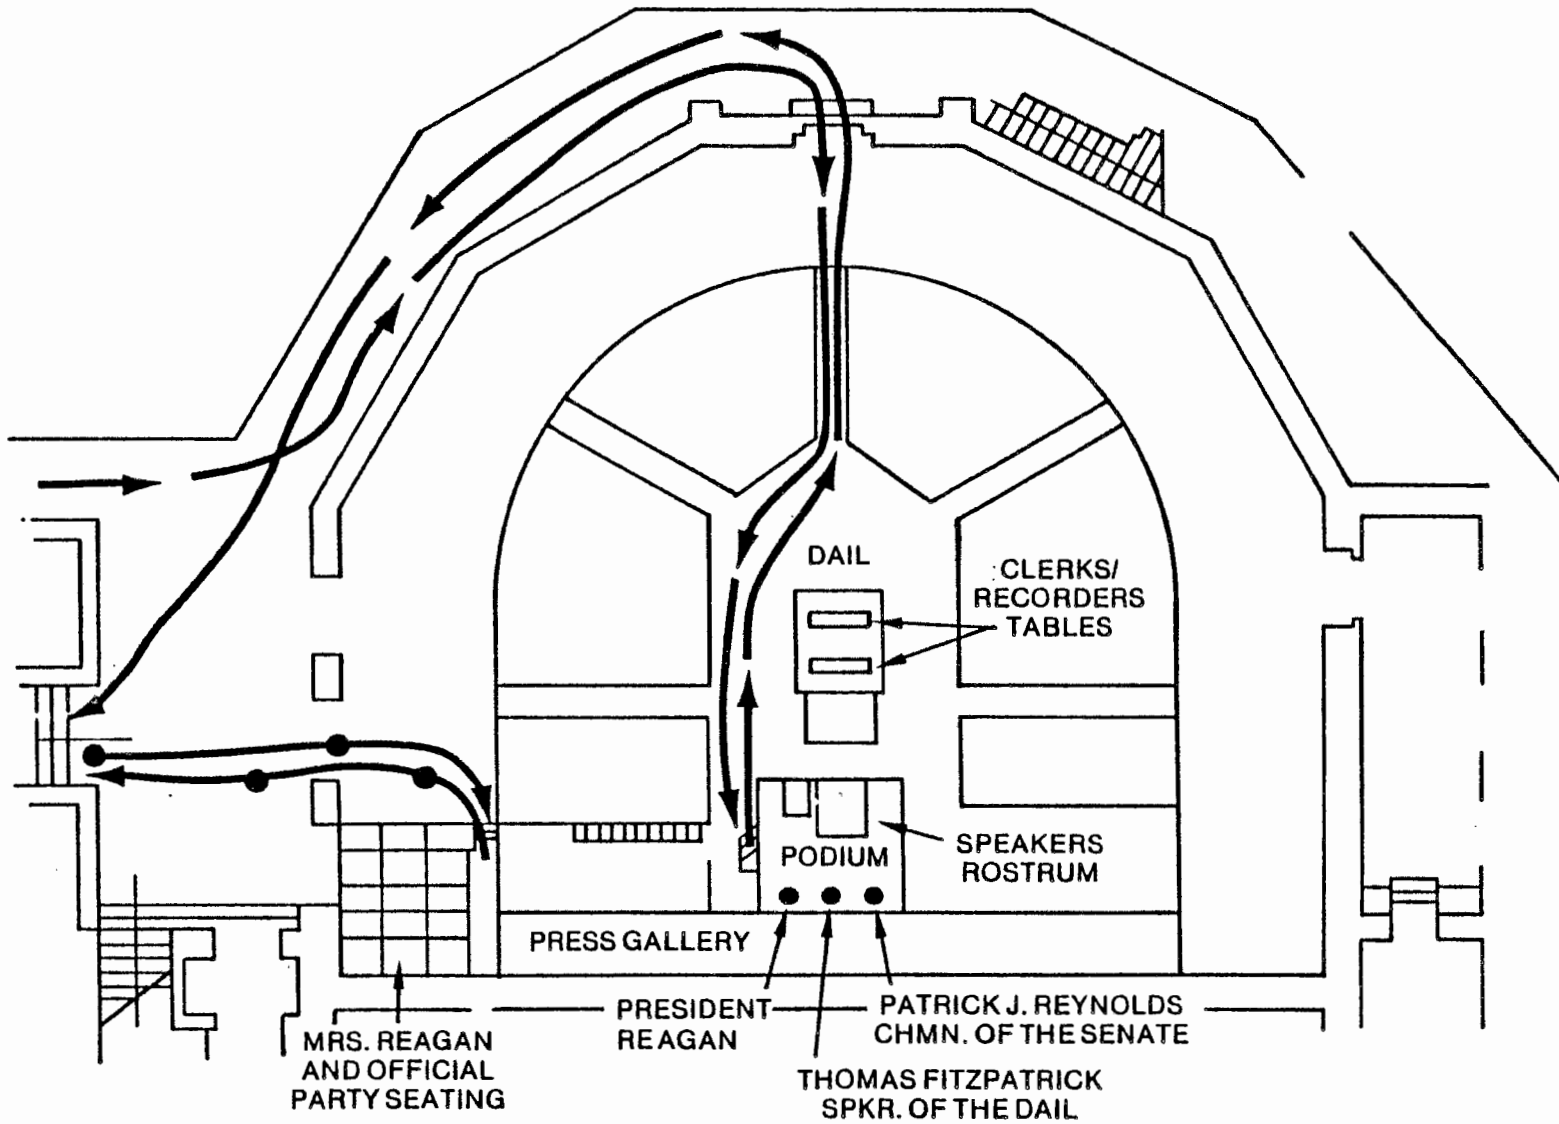 DAIL
CLERKS/
RECORDERS
TABLES
SPEAKERS
ROSTRUM
PODIUM
PRESS GALLERY
PRESIDENT
REAGAN
PATRICK J. REYNOLDS
CHMN. OF THE SENATE
MRS. REAGAN
AND OFFICIAL
PARTY SEATING
THOMAS FITZPATRICK
SPKR. OF THE DAIL